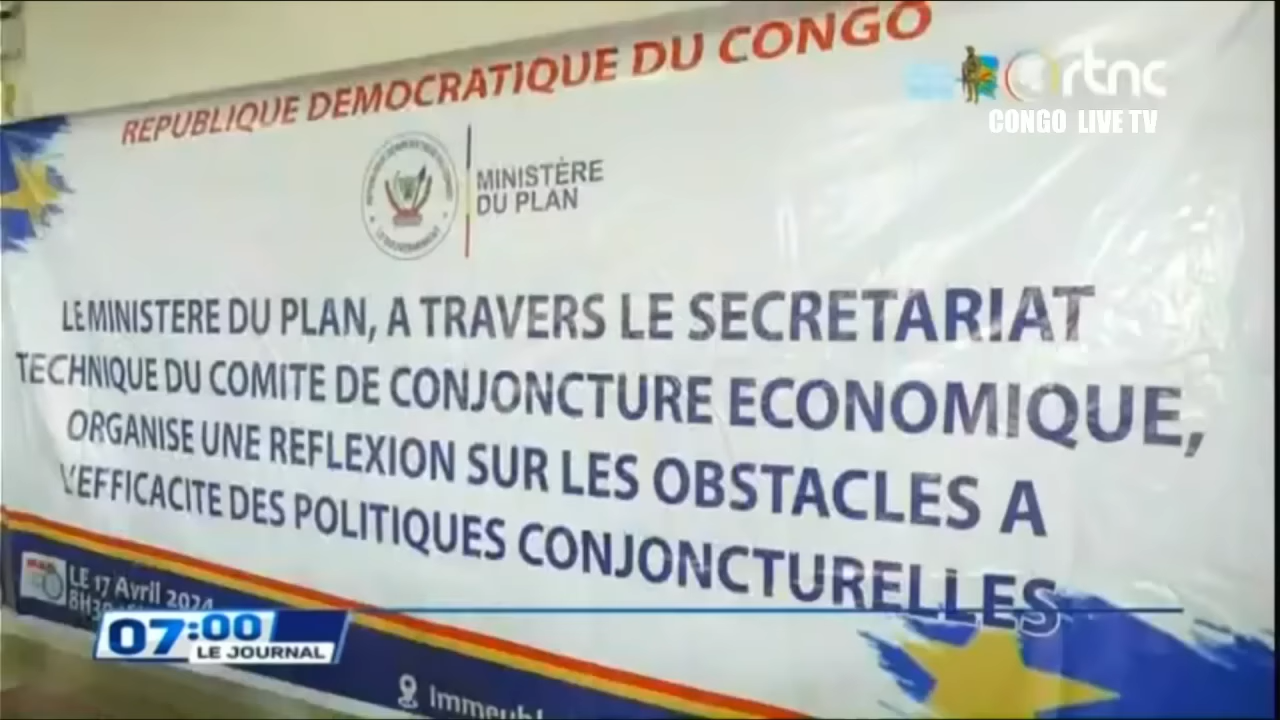 REPUBLIQUE DEMOCRATIQUE DU CONGO
rtnc
CONGO LIVE TV
MINISTÈRE
DU PLAN
LE MINISTERE DU PLAN, A TRAVERS LE SECRETARIAT
TECHNIQUE DU COMITE DE CONJONCTURE ECONOMIQUE,
ORGANISE UNE REFLEXION SUR LES OBSTACLES A
L'EFFICACITE DES POLITIQUES CONJONCTURELLES
LE 17 Avril 2024
07:00
LE JOURNAL